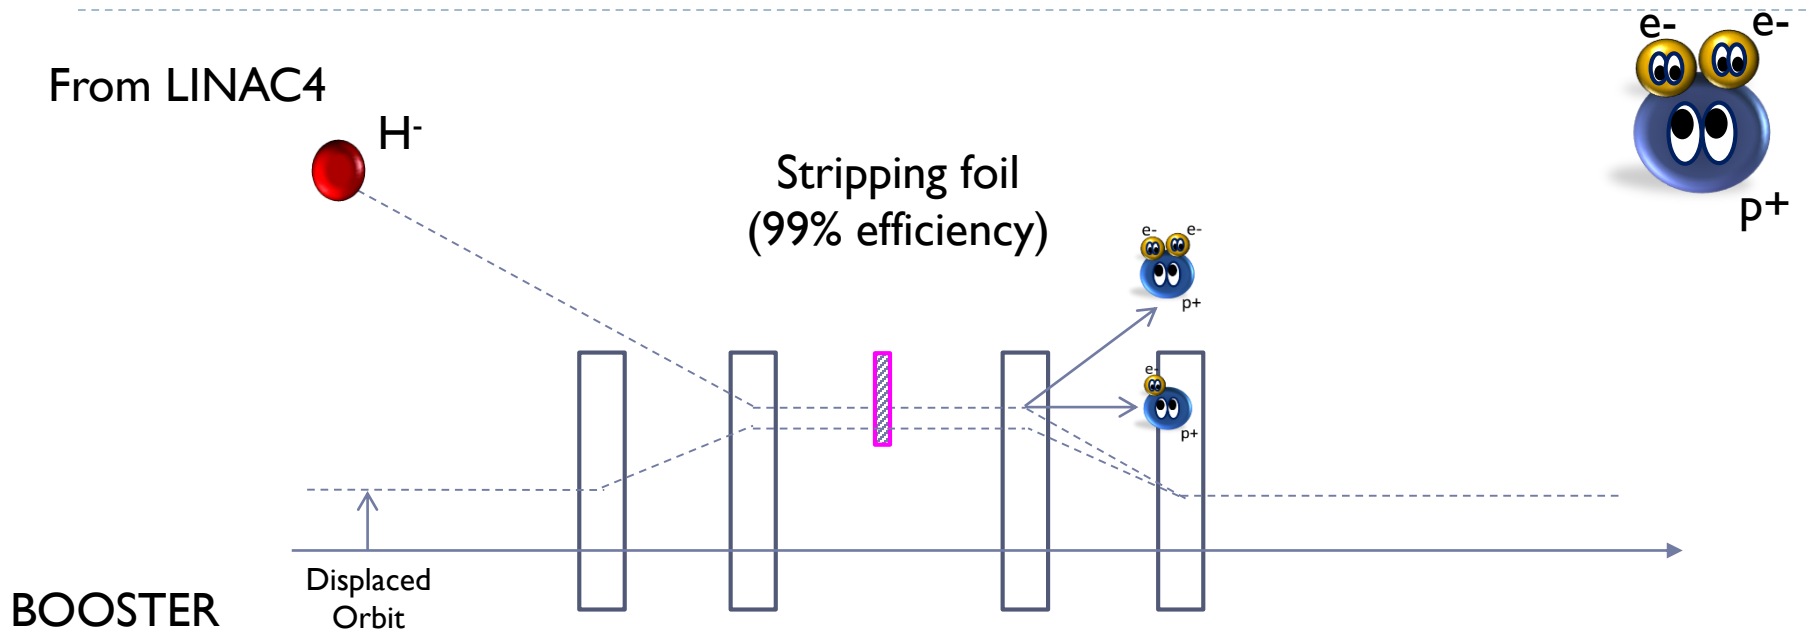 e- e-
From LINAC4
H-
p+
Stripping foil
(99% efficiency)
e- e-
p+
e-
p+
Displaced
Orbit
BOOSTER